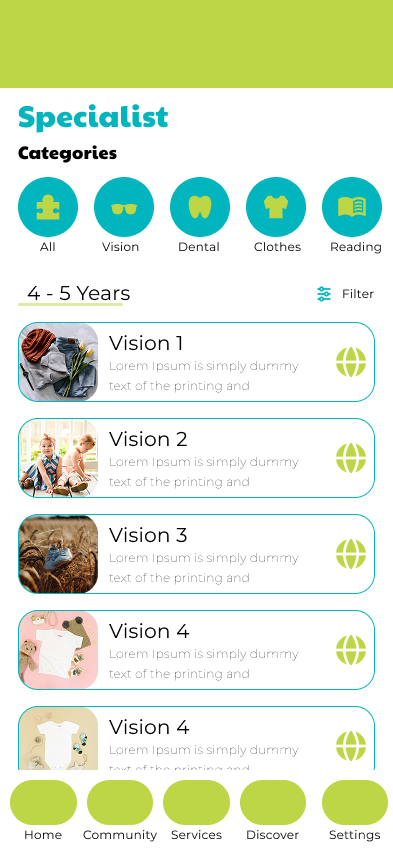 Specialist
Categories
All
Vision
Dental
Clothes
Reading
4 - 5 Years
Filter
Vision 1
Lorem Ipsum is simply dummy
text of the printing and
Vision 2
Lorem Ipsum is simply dummy
text of the printing and
Vision 3
Lorem Ipsum is simply dummy
text of the printing and
Vision 4
Lorem Ipsum is simply dummy
text of the printing and
Vision 4
Lorem Ipsum is simply dummy
text of the printing and
Home
Community
Services
Discover
Settings